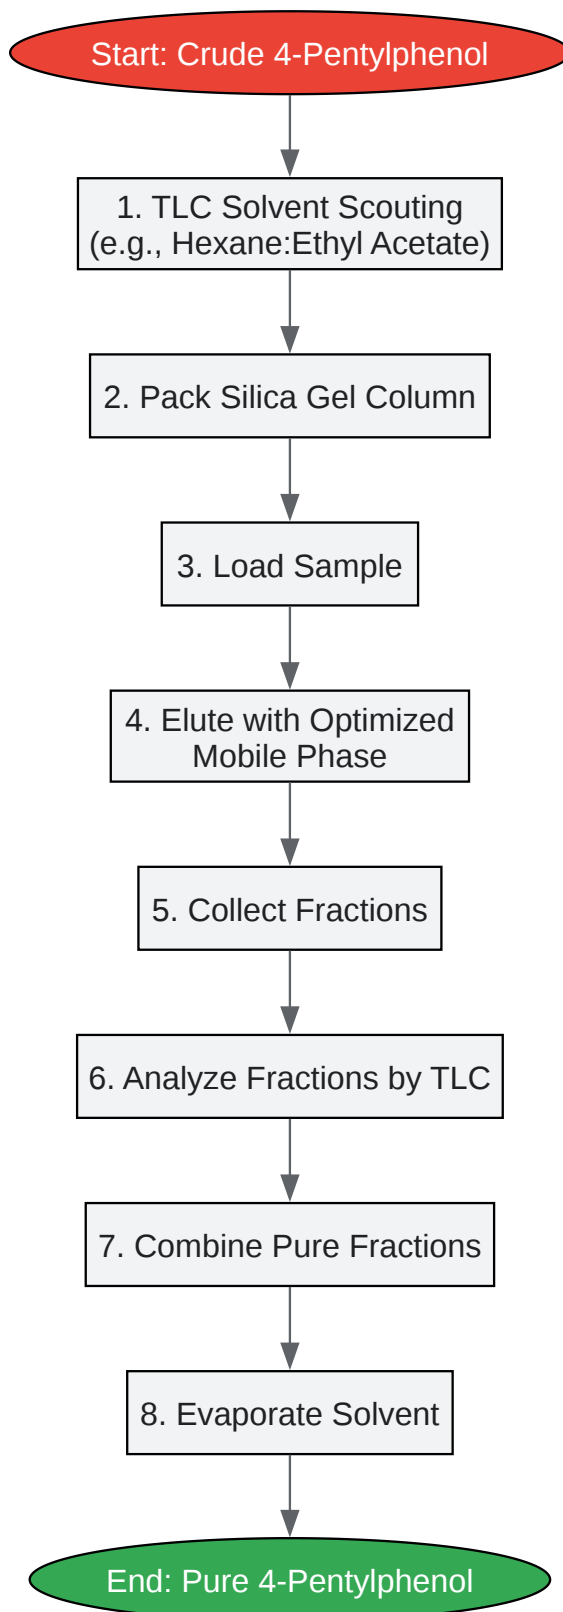 Start: Crude 4-Pentylphenol
1. TLC Solvent Scouting
(e.g., Hexane:Ethyl Acetate)
2. Pack Silica Gel Column
3. Load Sample
4. Elute with Optimized
Mobile Phase
5. Collect Fractions
6. Analyze Fractions by TLC
7. Combine Pure Fractions
8. Evaporate Solvent
End: Pure 4-Pentylphenol